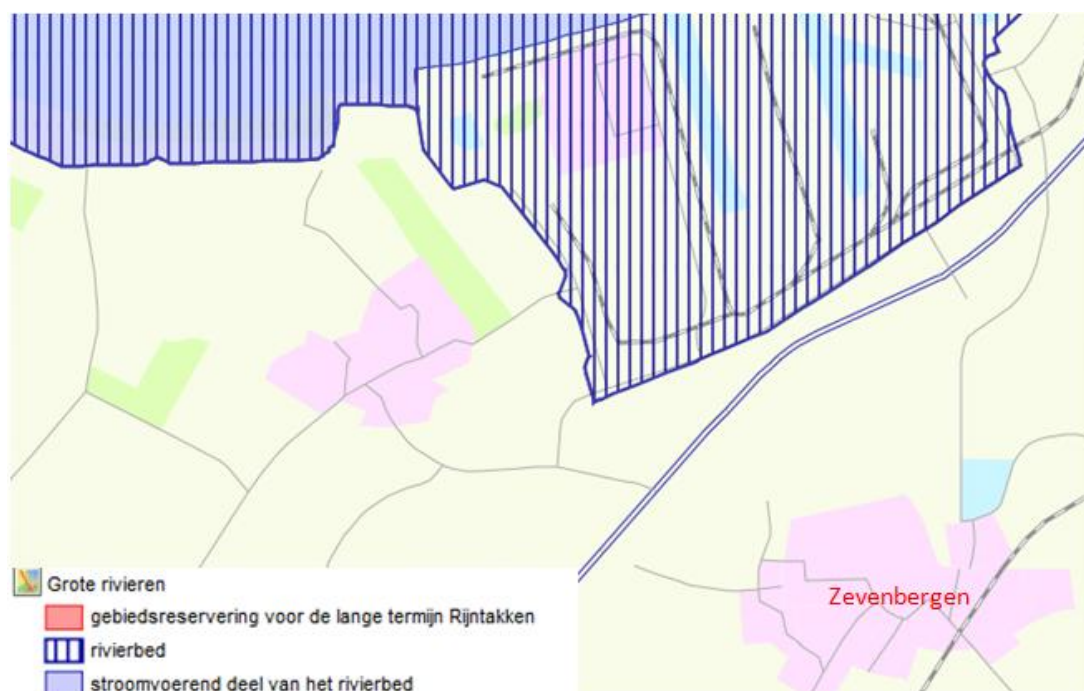 Zevenbergen
Grote rivieren
gebiedsreservering voor de lange termijn Rijntakken
rivierbed
stroomvoerend deel van het rivierbed